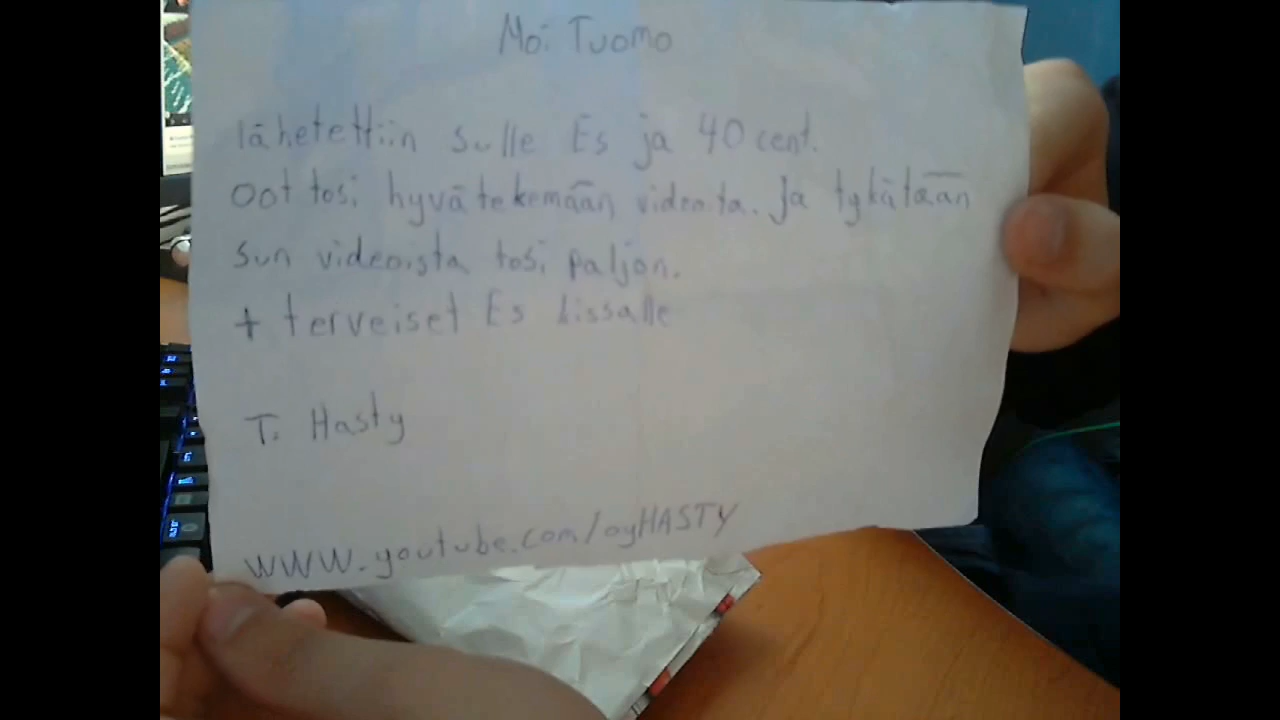 Moi Tuomo
lähetettiin sulle Es ja 40 cent.
Oot tosi hyvä tekemään videota. Ja tykätään
sun videoista tosi paljon.
+ terveiset Es kissalle
T: Hasty
WWW.youtube.com/oyHASTY